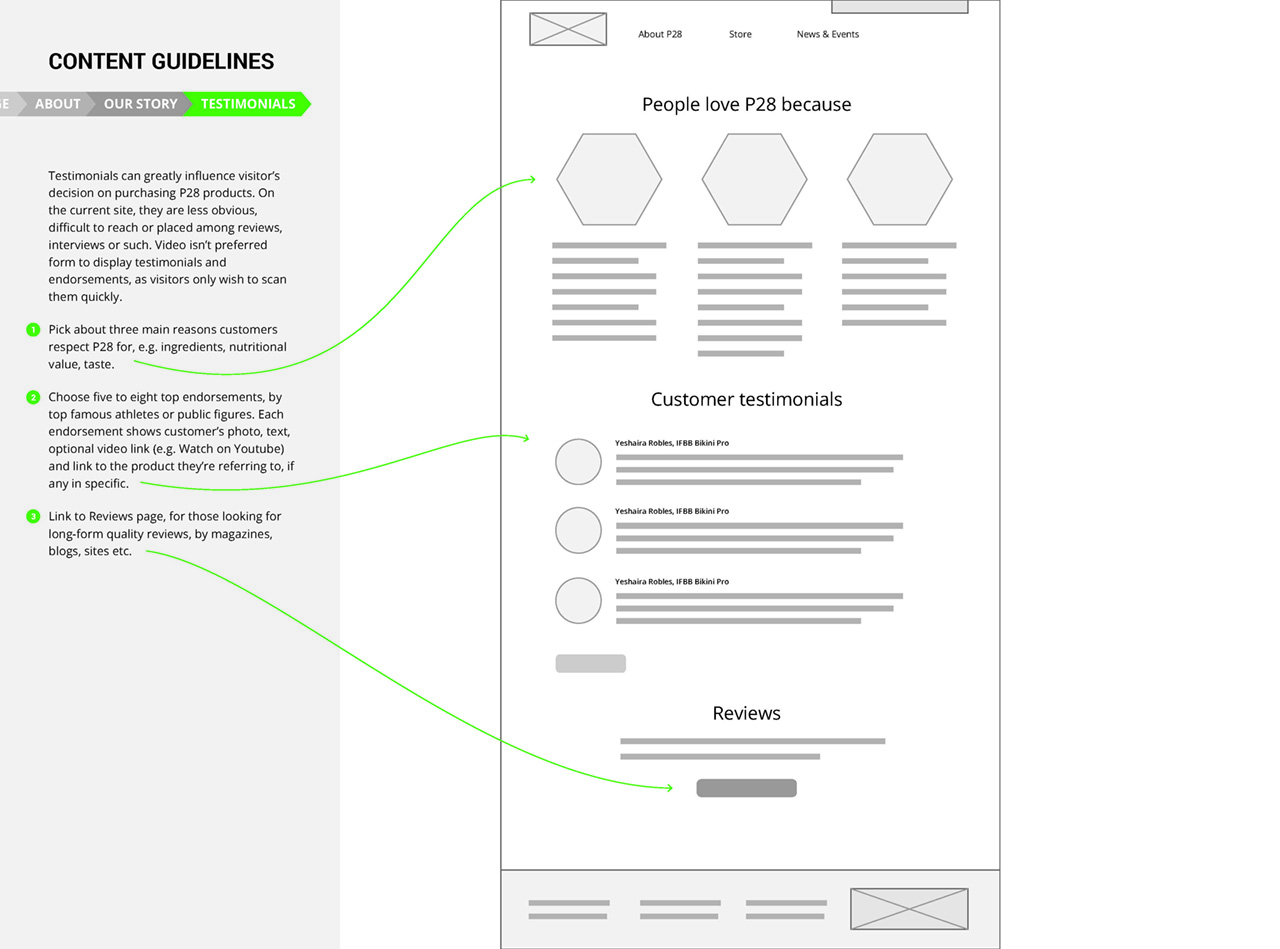 CONTENT GUIDELINES
GE
ABOUT
OUR STORY
TESTIMONIALS
Testimonials can greatly influence visitor's
decision on purchasing P28 products. On
the current site, they are less obvious,
difficult to reach or placed among reviews,
interviews or such. Video isn't preferred
form to display testimonials and
endorsements, as visitors only wish to scan
them quickly.
1 Pick about three main reasons customers
respect P28 for, e.g. ingredients, nutritional
value, taste.
2 Choose five to eight top endorsements, by
top famous athletes or public figures. Each
endorsement shows customer's photo, text,
optional video link (e.g. Watch on Youtube)
and link to the product they're referring to, if
any in specific.
3 Link to Reviews page, for those looking for
long-form quality reviews, by magazines,
blogs, sites etc.
About P28
Store
News & Events
People love P28 because
Customer testimonials
Yeshaira Robles, IFBB Bikini Pro
Yeshaira Robles, IFBB Bikini Pro
Yeshaira Robles, IFBB Bikini Pro
Reviews